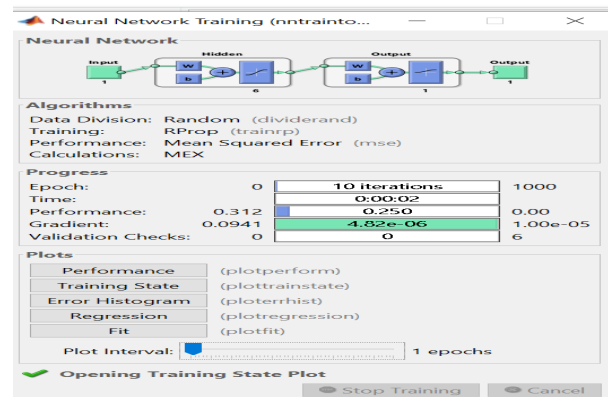 Neural Network Training (nntrainto...
Neural Network
Hidden Output
Input Output
W W
b b
1 6 1 1
Algorithms
Data Division: Random (dividerand)
Training: RProp (trainrp)
Performance: Mean Squared Error (mse)
Calculations: MEX
Progress
Epoch: 0 10 iterations 1000
Time: 0:00:02
Performance: 0.312 0.250 0.00
Gradient: 0.0941 4.82e-06 1.00e-05
Validation Checks: 0 0 6
Plots
Performance (plotperform)
Training State (plottrainstate)
Error Histogram (ploterrhist)
Regression (plotregression)
Fit (plotfit)
Plot Interval: 1 epochs
Opening Training State Plot
Stop Training Cancel